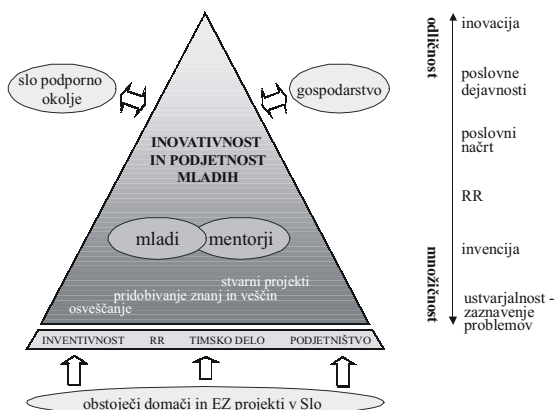 odličnost
inovacija
slo podporno
okolje
gospodarstvo
poslovne
dejavnosti
INOVATIVNOST
IN PODJETNOST
MLADIH
poslovni
načrt
RR
mladi
mentorji
množičnost
invencija
stvarni projekti
pridobivanje znanj in veščin
osveščanje
ustvarjalnost -
zaznavenje
problemov
INVENTIVNOST RR TIMSKO DELO PODJETNIŠTVO
obstoječi domači in EZ projekti v Slo